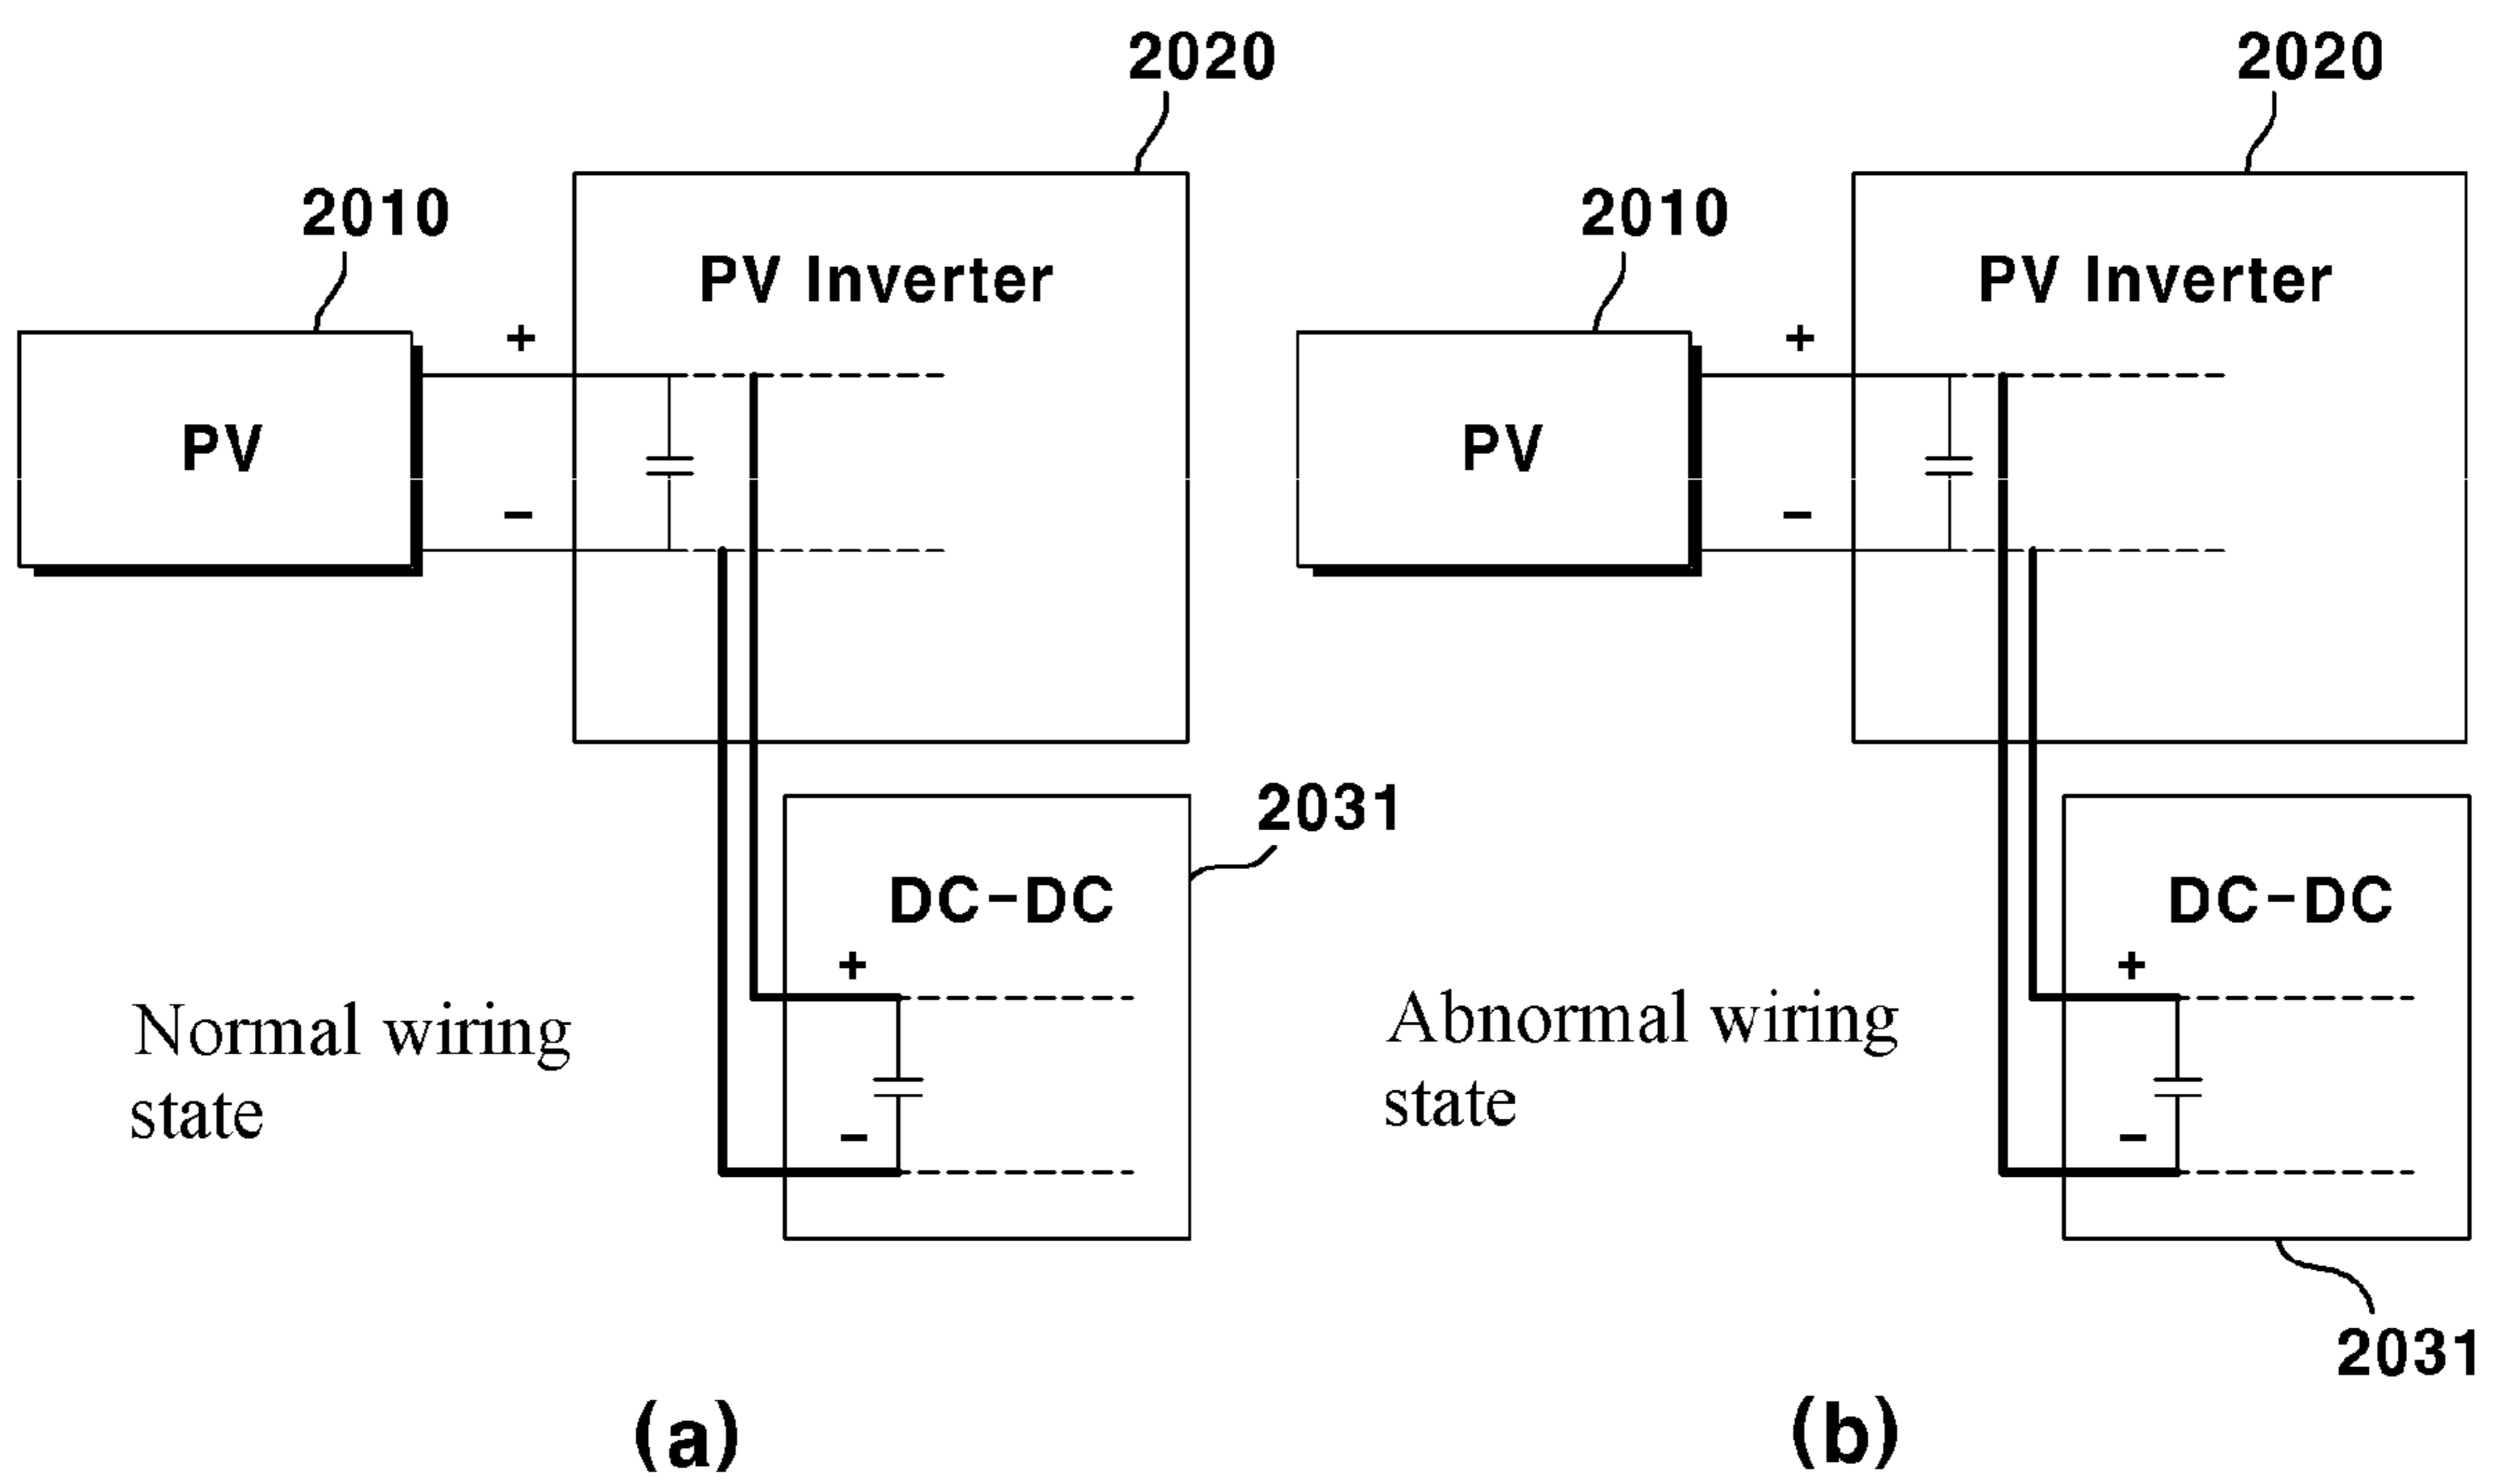 2020
2010
PV Inverter
+
PV
-
2031
DC-DC
+
Normal wiring
state
-
(a)
2020
2010
PV Inverter
+
PV
-
DC-DC
+
Abnormal wiring
state
-
2031
(b)